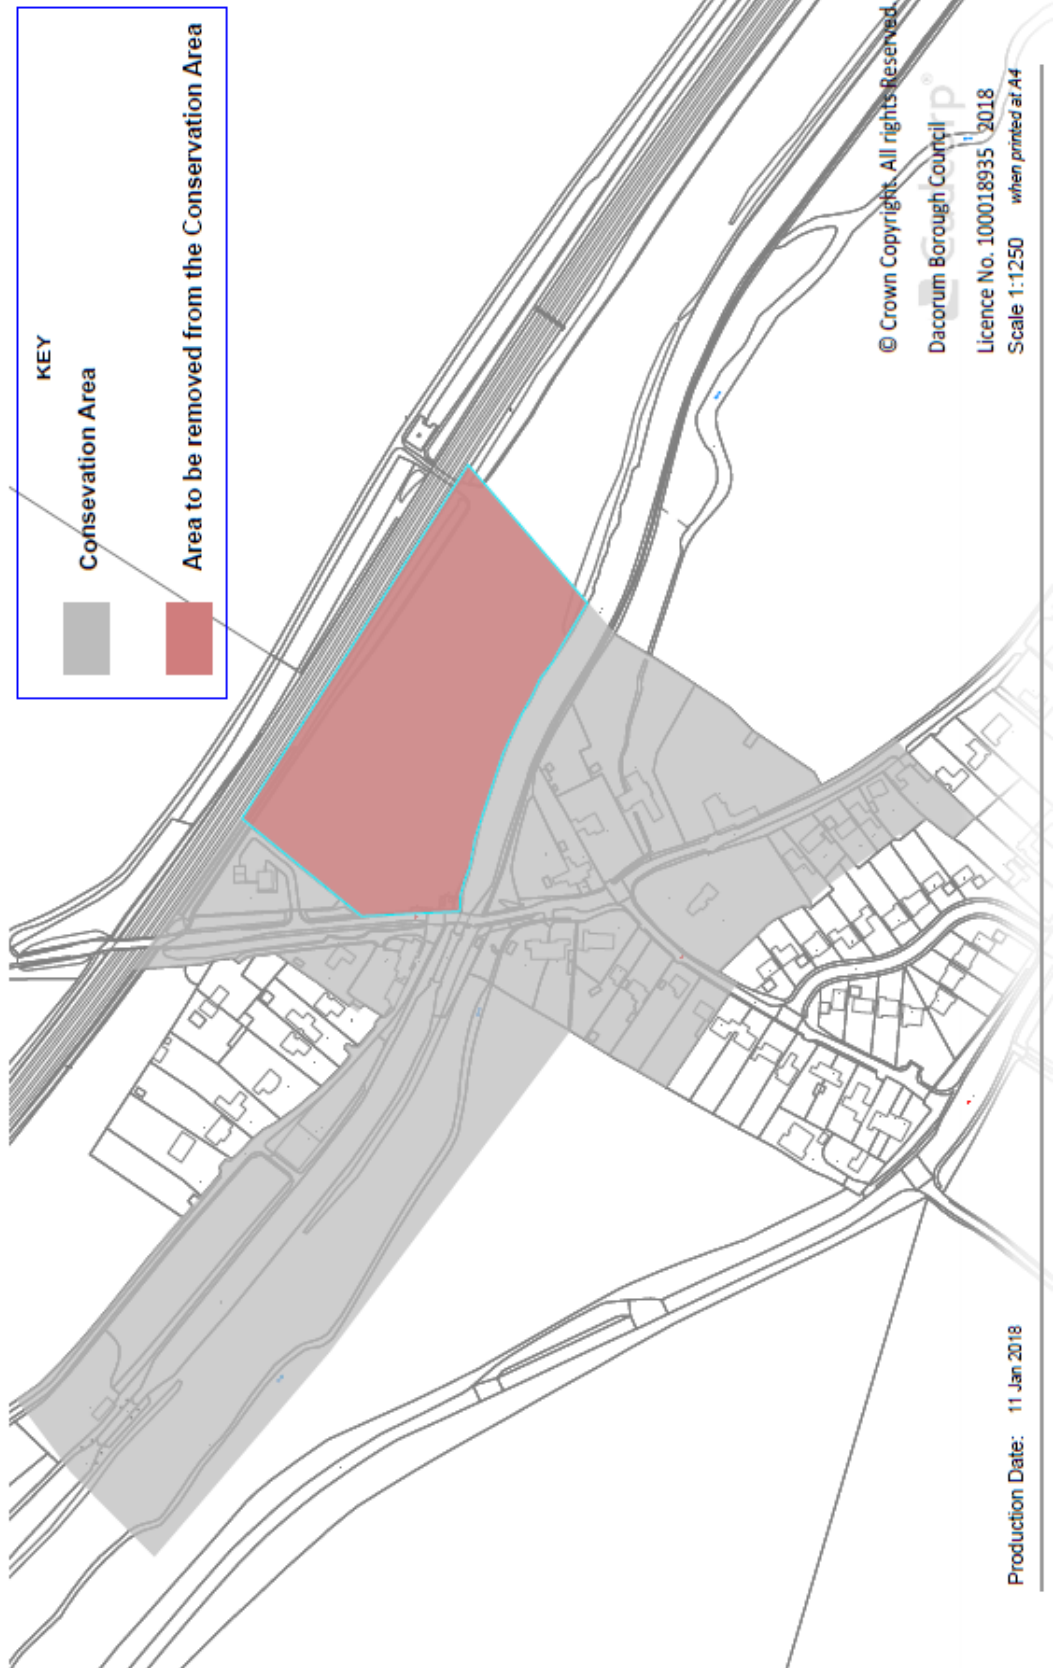 KEY
Consevation Area
Area to be removed from the Conservation Area
© Crown Copyright. All rights Reserved.
Dacorum Borough Council
Licence No. 100018935 2018
Scale 1:1250 when printed at A4
Production Date: 11 Jan 2018